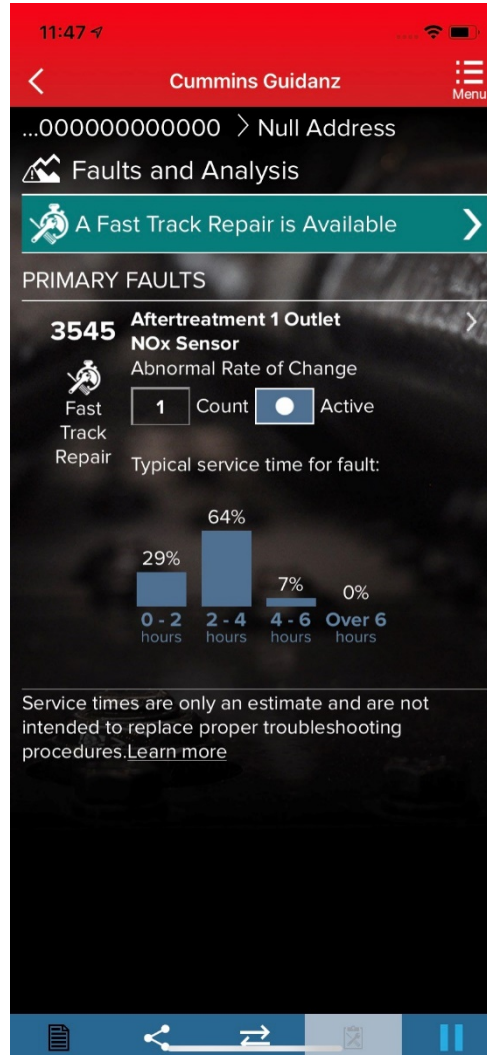 11:47
Cummins Guidanz
Menu
...000000000000 > Null Address
Faults and Analysis
A Fast Track Repair is Available
PRIMARY FAULTS
3545
Aftertreatment 1 Outlet
NOx Sensor
Abnormal Rate of Change
Fast
Track
Repair
1 Count Active
Typical service time for fault:
29%
64%
7%
0%
0 - 2
hours
2 - 4
hours
4 - 6
hours
Over 6
hours
Service times are only an estimate and are not
intended to replace proper troubleshooting
procedures.Learn more